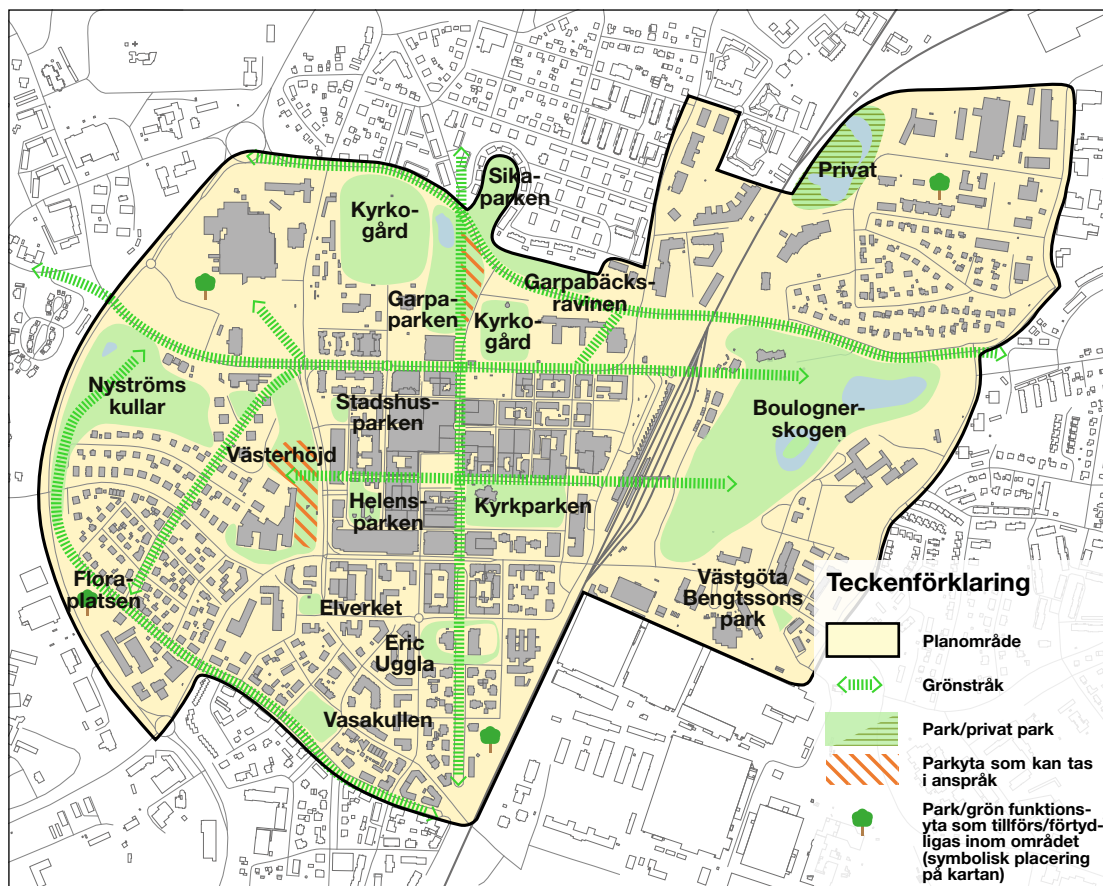 Sika-
parken
Privat
Kyrko-
gård
Garpabäcks-
ravinen
Garpa-
parken
Kyrko-
gård
Nyströms
kullar
Stadshus-
parken
Boulogner-
skogen
Västerhöjd
Helens-
parken
Kyrkparken
Flora-
platsen
Elverket
Västgöta
Bengtssons
park
Eric
Uggla
Vasakullen
Teckenförklaring
Planområde
Grönstråk
Park/privat park
Parkyta som kan tas
i anspråk
Park/grön funktions-
yta som tillförs/förtyd-
ligas inom området
(symbolisk placering
på kartan)